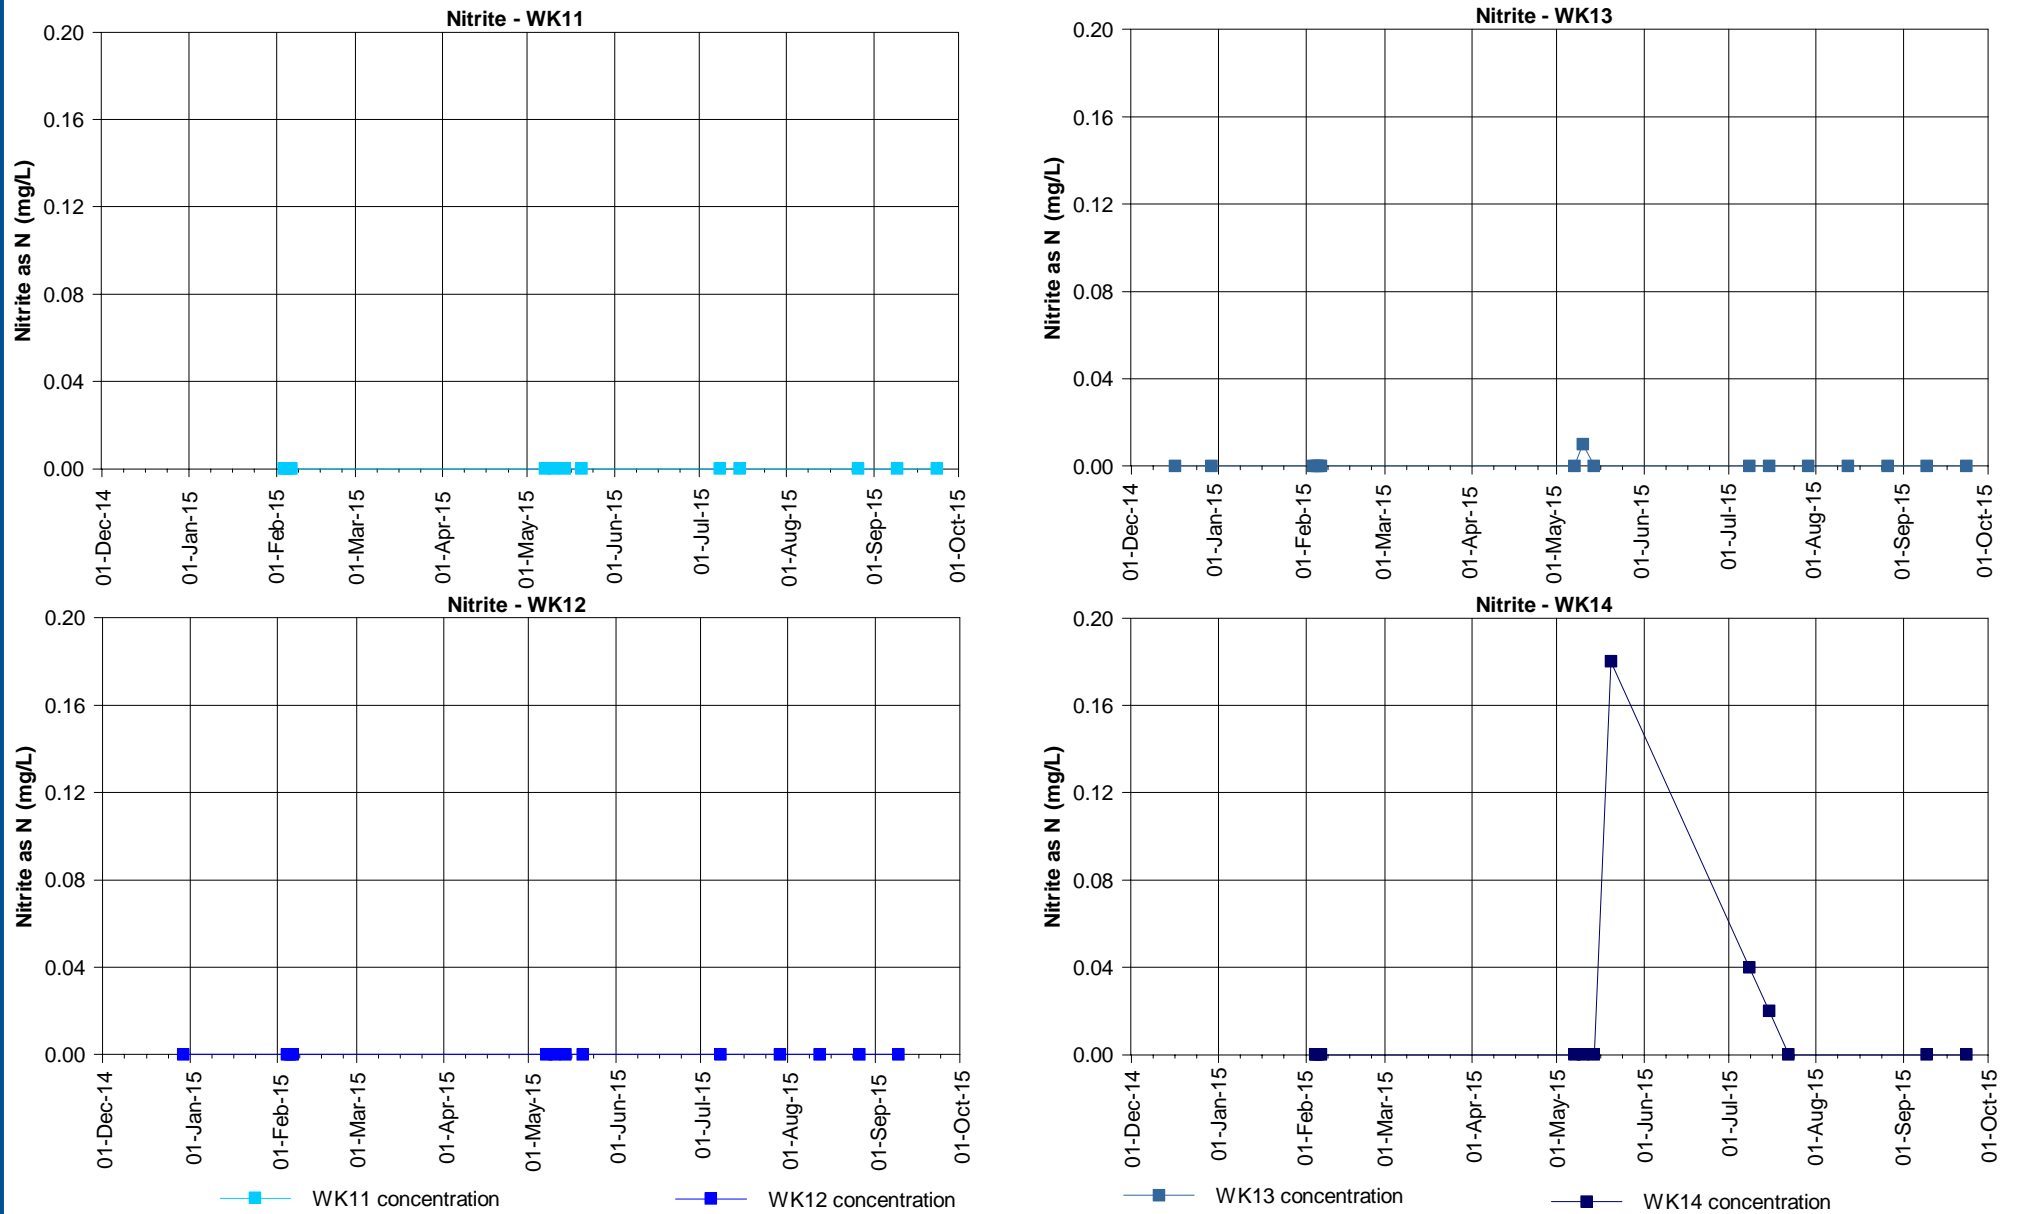 Nitrite - WK11
0.20
0.16
0.12
0.08
0.04
0.00
Nitrite as N (mg/L)
01-Dec-14
01-Jan-15
01-Feb-15
01-Mar-15
01-Apr-15
01-May-15
01-Jun-15
01-Jul-15
01-Aug-15
01-Sep-15
01-Oct-15
Nitrite - WK13
0.20
0.16
0.12
0.08
0.04
0.00
Nitrite as N (mg/L)
01-Dec-14
01-Jan-15
01-Feb-15
01-Mar-15
01-Apr-15
01-May-15
01-Jun-15
01-Jul-15
01-Aug-15
01-Sep-15
01-Oct-15
Nitrite - WK12
0.20
0.16
0.12
0.08
0.04
0.00
Nitrite as N (mg/L)
01-Dec-14
01-Jan-15
01-Feb-15
01-Mar-15
01-Apr-15
01-May-15
01-Jun-15
01-Jul-15
01-Aug-15
01-Sep-15
01-Oct-15
Nitrite - WK14
0.20
0.16
0.12
0.08
0.04
0.00
Nitrite as N (mg/L)
01-Dec-14
01-Jan-15
01-Feb-15
01-Mar-15
01-Apr-15
01-May-15
01-Jun-15
01-Jul-15
01-Aug-15
01-Sep-15
01-Oct-15
WK11 concentration
WK12 concentration
WK13 concentration
WK14 concentration